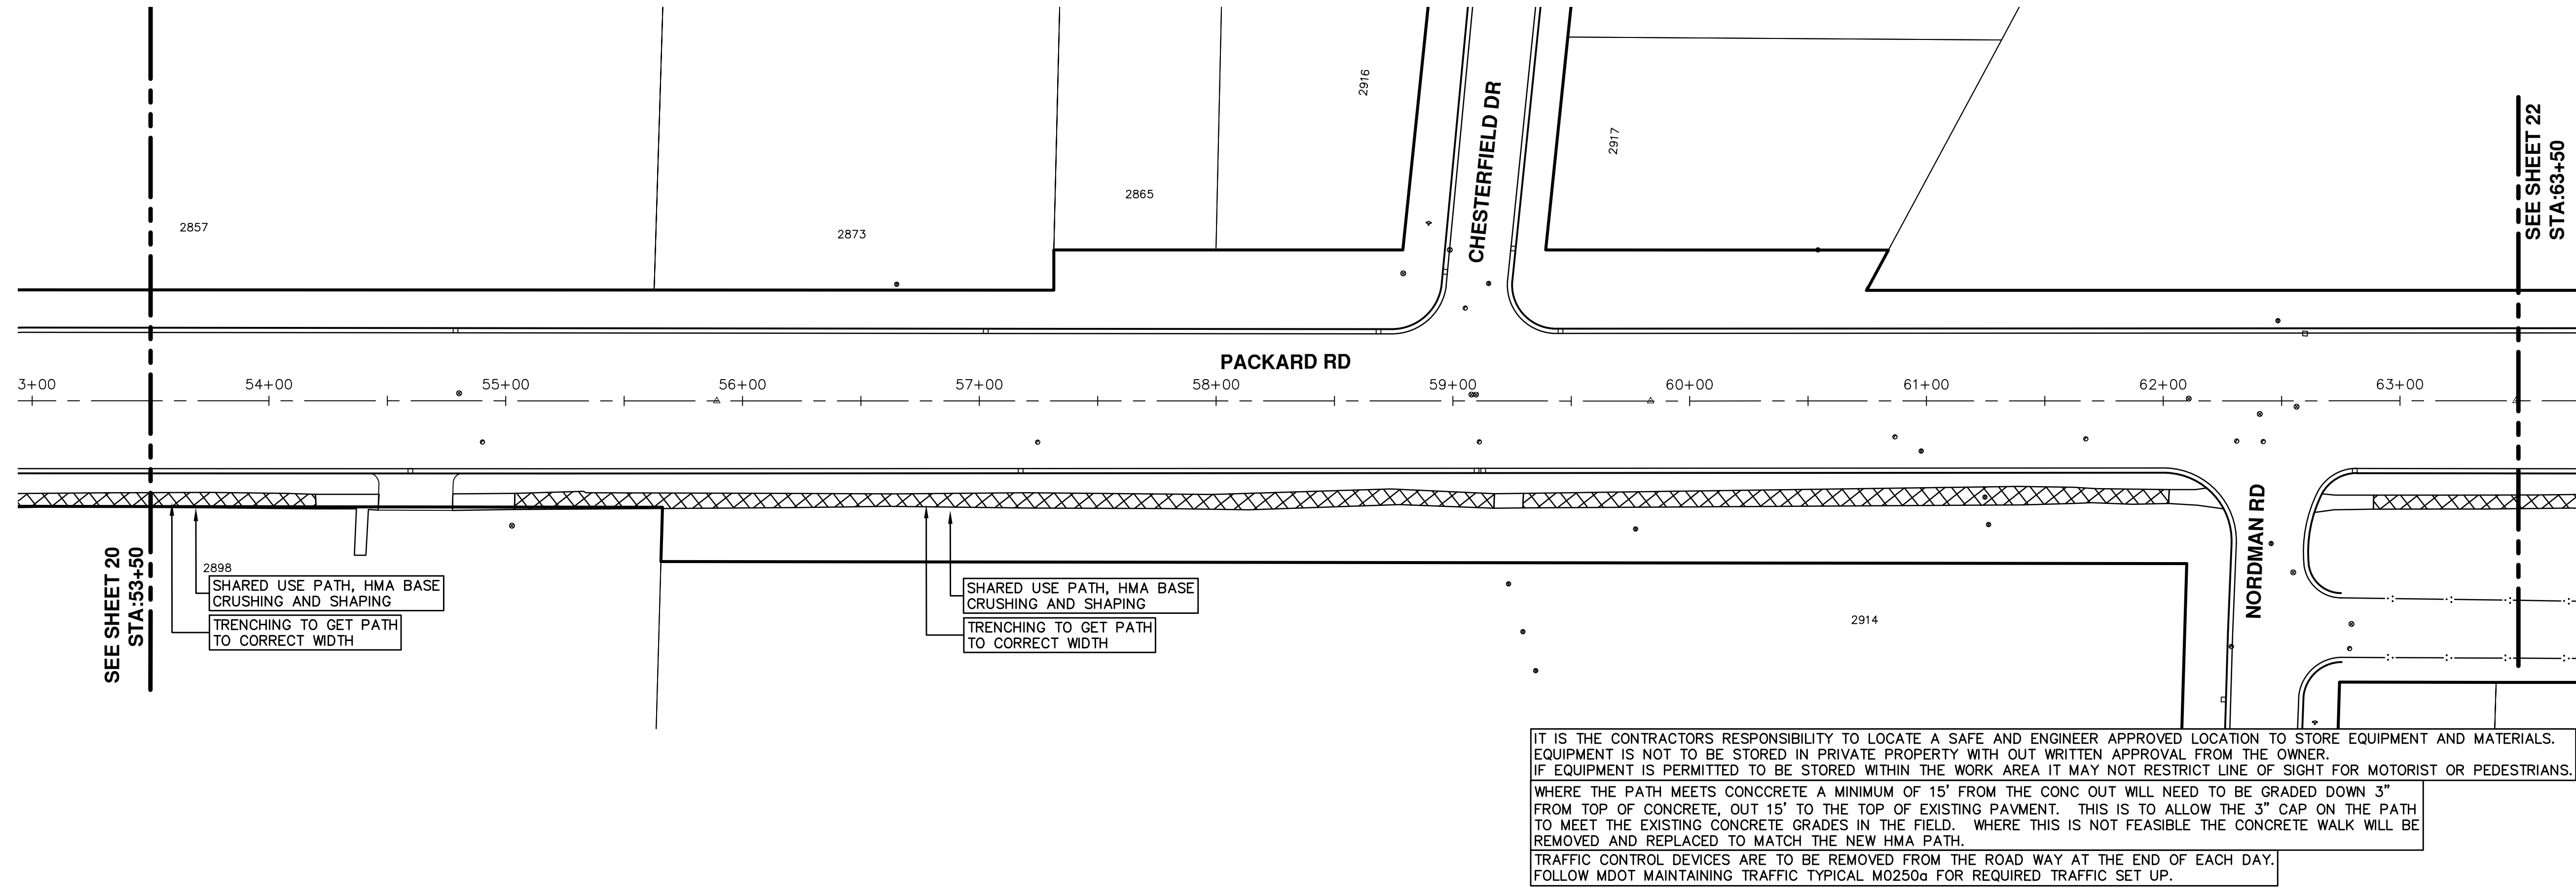 2916
CHESTERFIELD DR
2917
SEE SHEET 22
STA:63+50
2857
2873
2865
PACKARD RD
3+00
54+00
55+00
56+00
57+00
58+00
59+00
60+00
61+00
62+00
63+00
SEE SHEET 20
STA:53+50
2898
SHARED USE PATH, HMA BASE
CRUSHING AND SHAPING
TRENCHING TO GET PATH
TO CORRECT WIDTH
SHARED USE PATH, HMA BASE
CRUSHING AND SHAPING
TRENCHING TO GET PATH
TO CORRECT WIDTH
2914
NORDMAN RD
IT IS THE CONTRACTORS RESPONSIBILITY TO LOCATE A SAFE AND ENGINEER APPROVED LOCATION TO STORE EQUIPMENT AND MATERIALS.
EQUIPMENT IS NOT TO BE STORED IN PRIVATE PROPERTY WITH OUT WRITTEN APPROVAL FROM THE OWNER.
IF EQUIPMENT IS PERMITTED TO BE STORED WITHIN THE WORK AREA IT MAY NOT RESTRICT LINE OF SIGHT FOR MOTORIST OR PEDESTRIANS.
WHERE THE PATH MEETS CONCCRETE A MINIMUM OF 15' FROM THE CONC OUT WILL NEED TO BE GRADED DOWN 3"
FROM TOP OF CONCRETE, OUT 15' TO THE TOP OF EXISTING PAVMENT. THIS IS TO ALLOW THE 3" CAP ON THE PATH
TO MEET THE EXISTING CONCRETE GRADES IN THE FIELD. WHERE THIS IS NOT FEASIBLE THE CONCRETE WALK WILL BE
REMOVED AND REPLACED TO MATCH THE NEW HMA PATH.
TRAFFIC CONTROL DEVICES ARE TO BE REMOVED FROM THE ROAD WAY AT THE END OF EACH DAY.
FOLLOW MDOT MAINTAINING TRAFFIC TYPICAL M0250a FOR REQUIRED TRAFFIC SET UP.